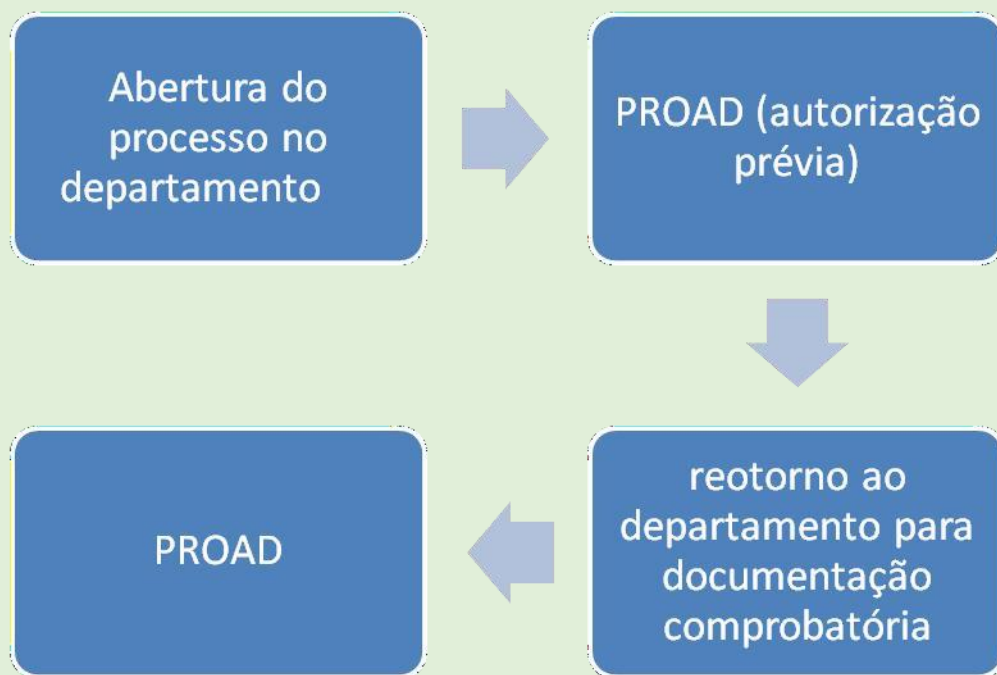 Abertura do
processo no
departamento
PROAD (autorização
prévia)
reotorno ao
departamento para
documentação
comprobatória
PROAD